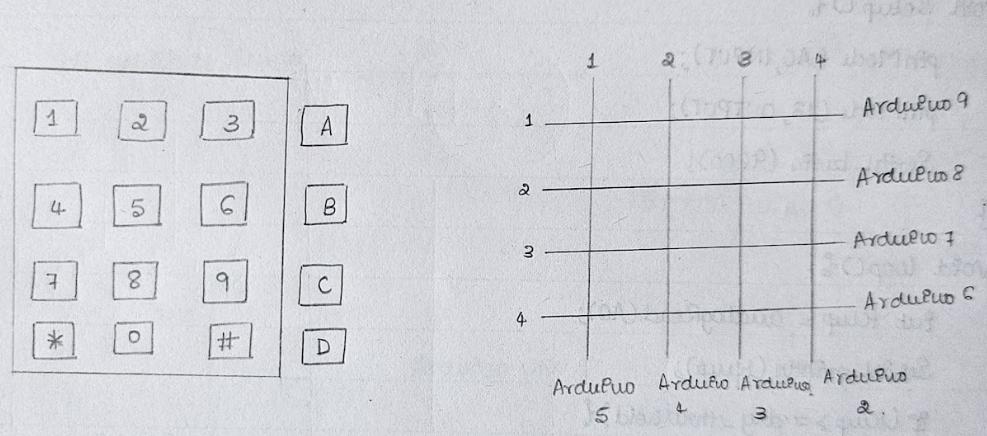 1 2 3 A
4 5 6 B
7 8 9 C
* 0 # D
1 2 3 4
1 Arduino 9
2 Arduino 8
3 Arduino 7
4 Arduino 6
Arduino 5
Arduino 4
Arduino 3
Arduino 2